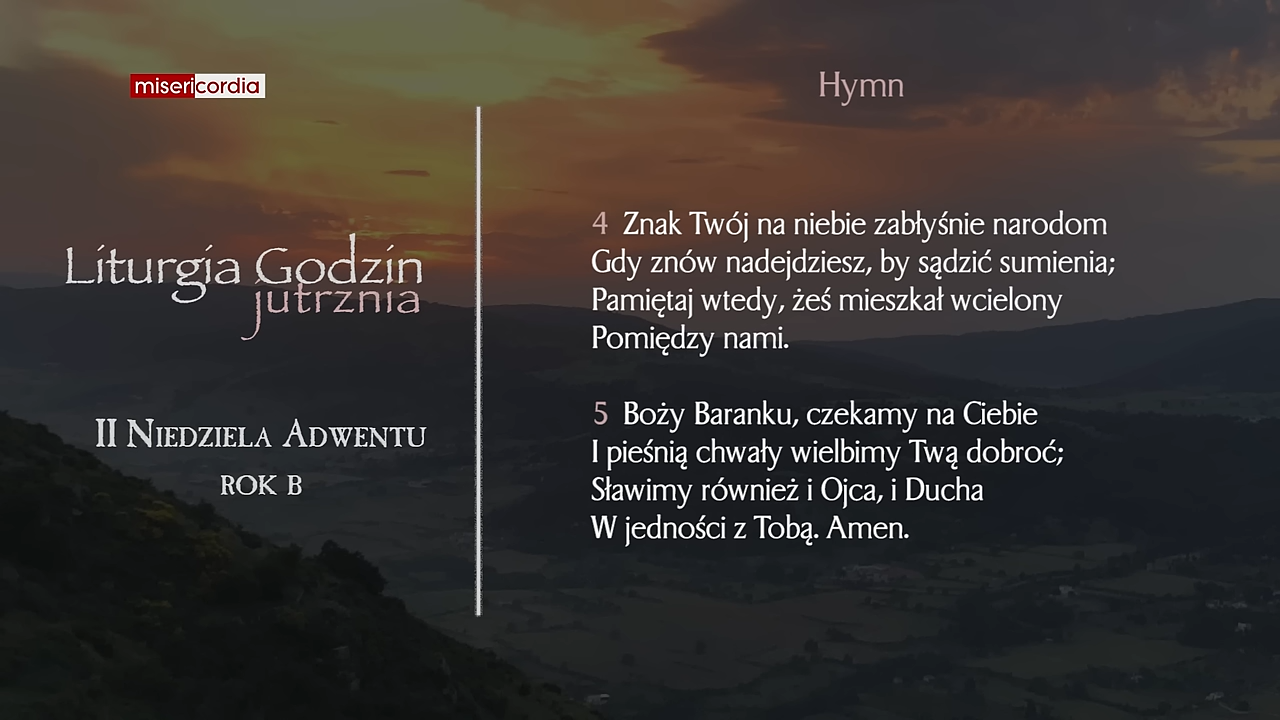 misericordia
Liturgia Godzin
jutrznia
II Niedziela Adwentu
rok B
Hymn
4 Znak Twój na niebie zabłyśnie narodom
Gdy znów nadejdziesz, by sądzić sumienia;
Pamiętaj wtedy, żeś mieszkał wcielony
Pomiędzy nami.
5 Boży Baranku, czekamy na Ciebie
I pieśnią chwały wielbimy Twą dobroć;
Sławimy również i Ojca, i Ducha
W jedności z Tobą. Amen.